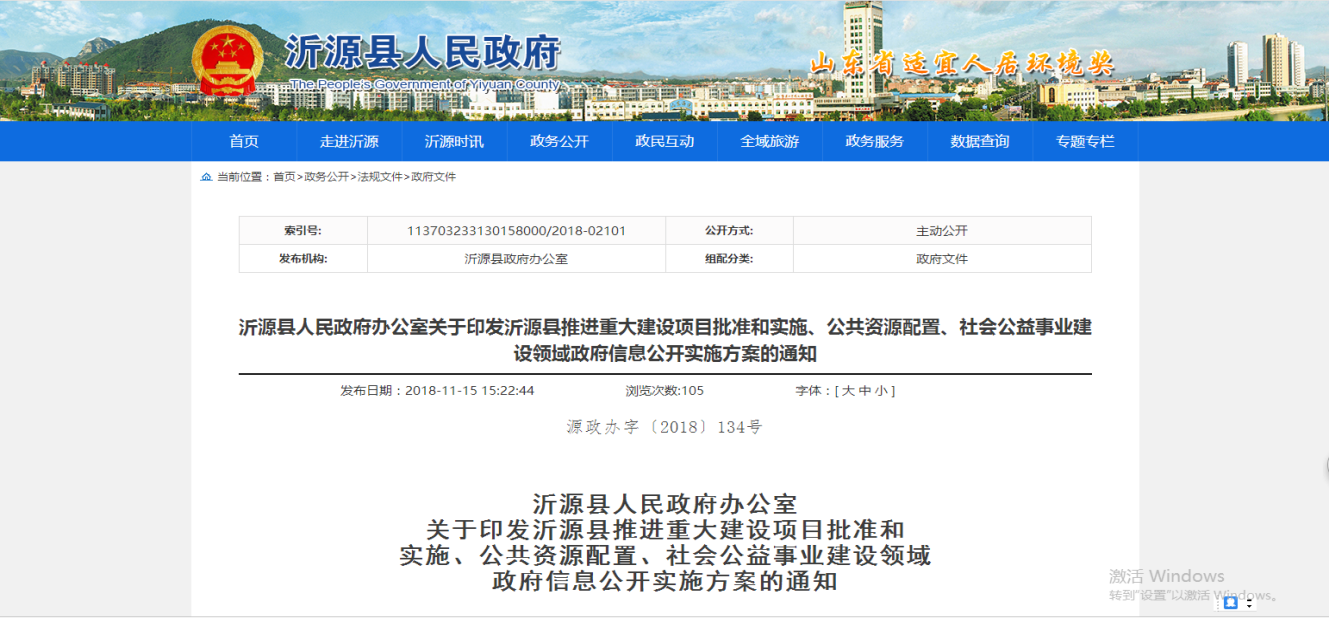 沂源县人民政府
The People's Government of Yiyuan County
山东省适宜人居环境奖
首页 走进沂源 沂源时讯 政务公开 政民互动 全域旅游 政务服务 数据查询 专题专栏
当前位置：首页>政务公开>法规文件>政府文件
索引号: 113703233130158000/2018-02101 公开方式: 主动公开
发布机构: 沂源县政府办公室 组配分类: 政府文件
沂源县人民政府办公室关于印发沂源县推进重大建设项目批准和实施、公共资源配置、社会公益事业建
设领域政府信息公开实施方案的通知
发布日期：2018-11-15 15:22:44 浏览次数:105 字体：[ 大 中 小 ]
源政办字〔2018〕134号
沂源县人民政府办公室
关于印发沂源县推进重大建设项目批准和
实施、公共资源配置、社会公益事业建设领域
政府信息公开实施方案的通知
激活 Windows
转到"设置"以激活 Windows。